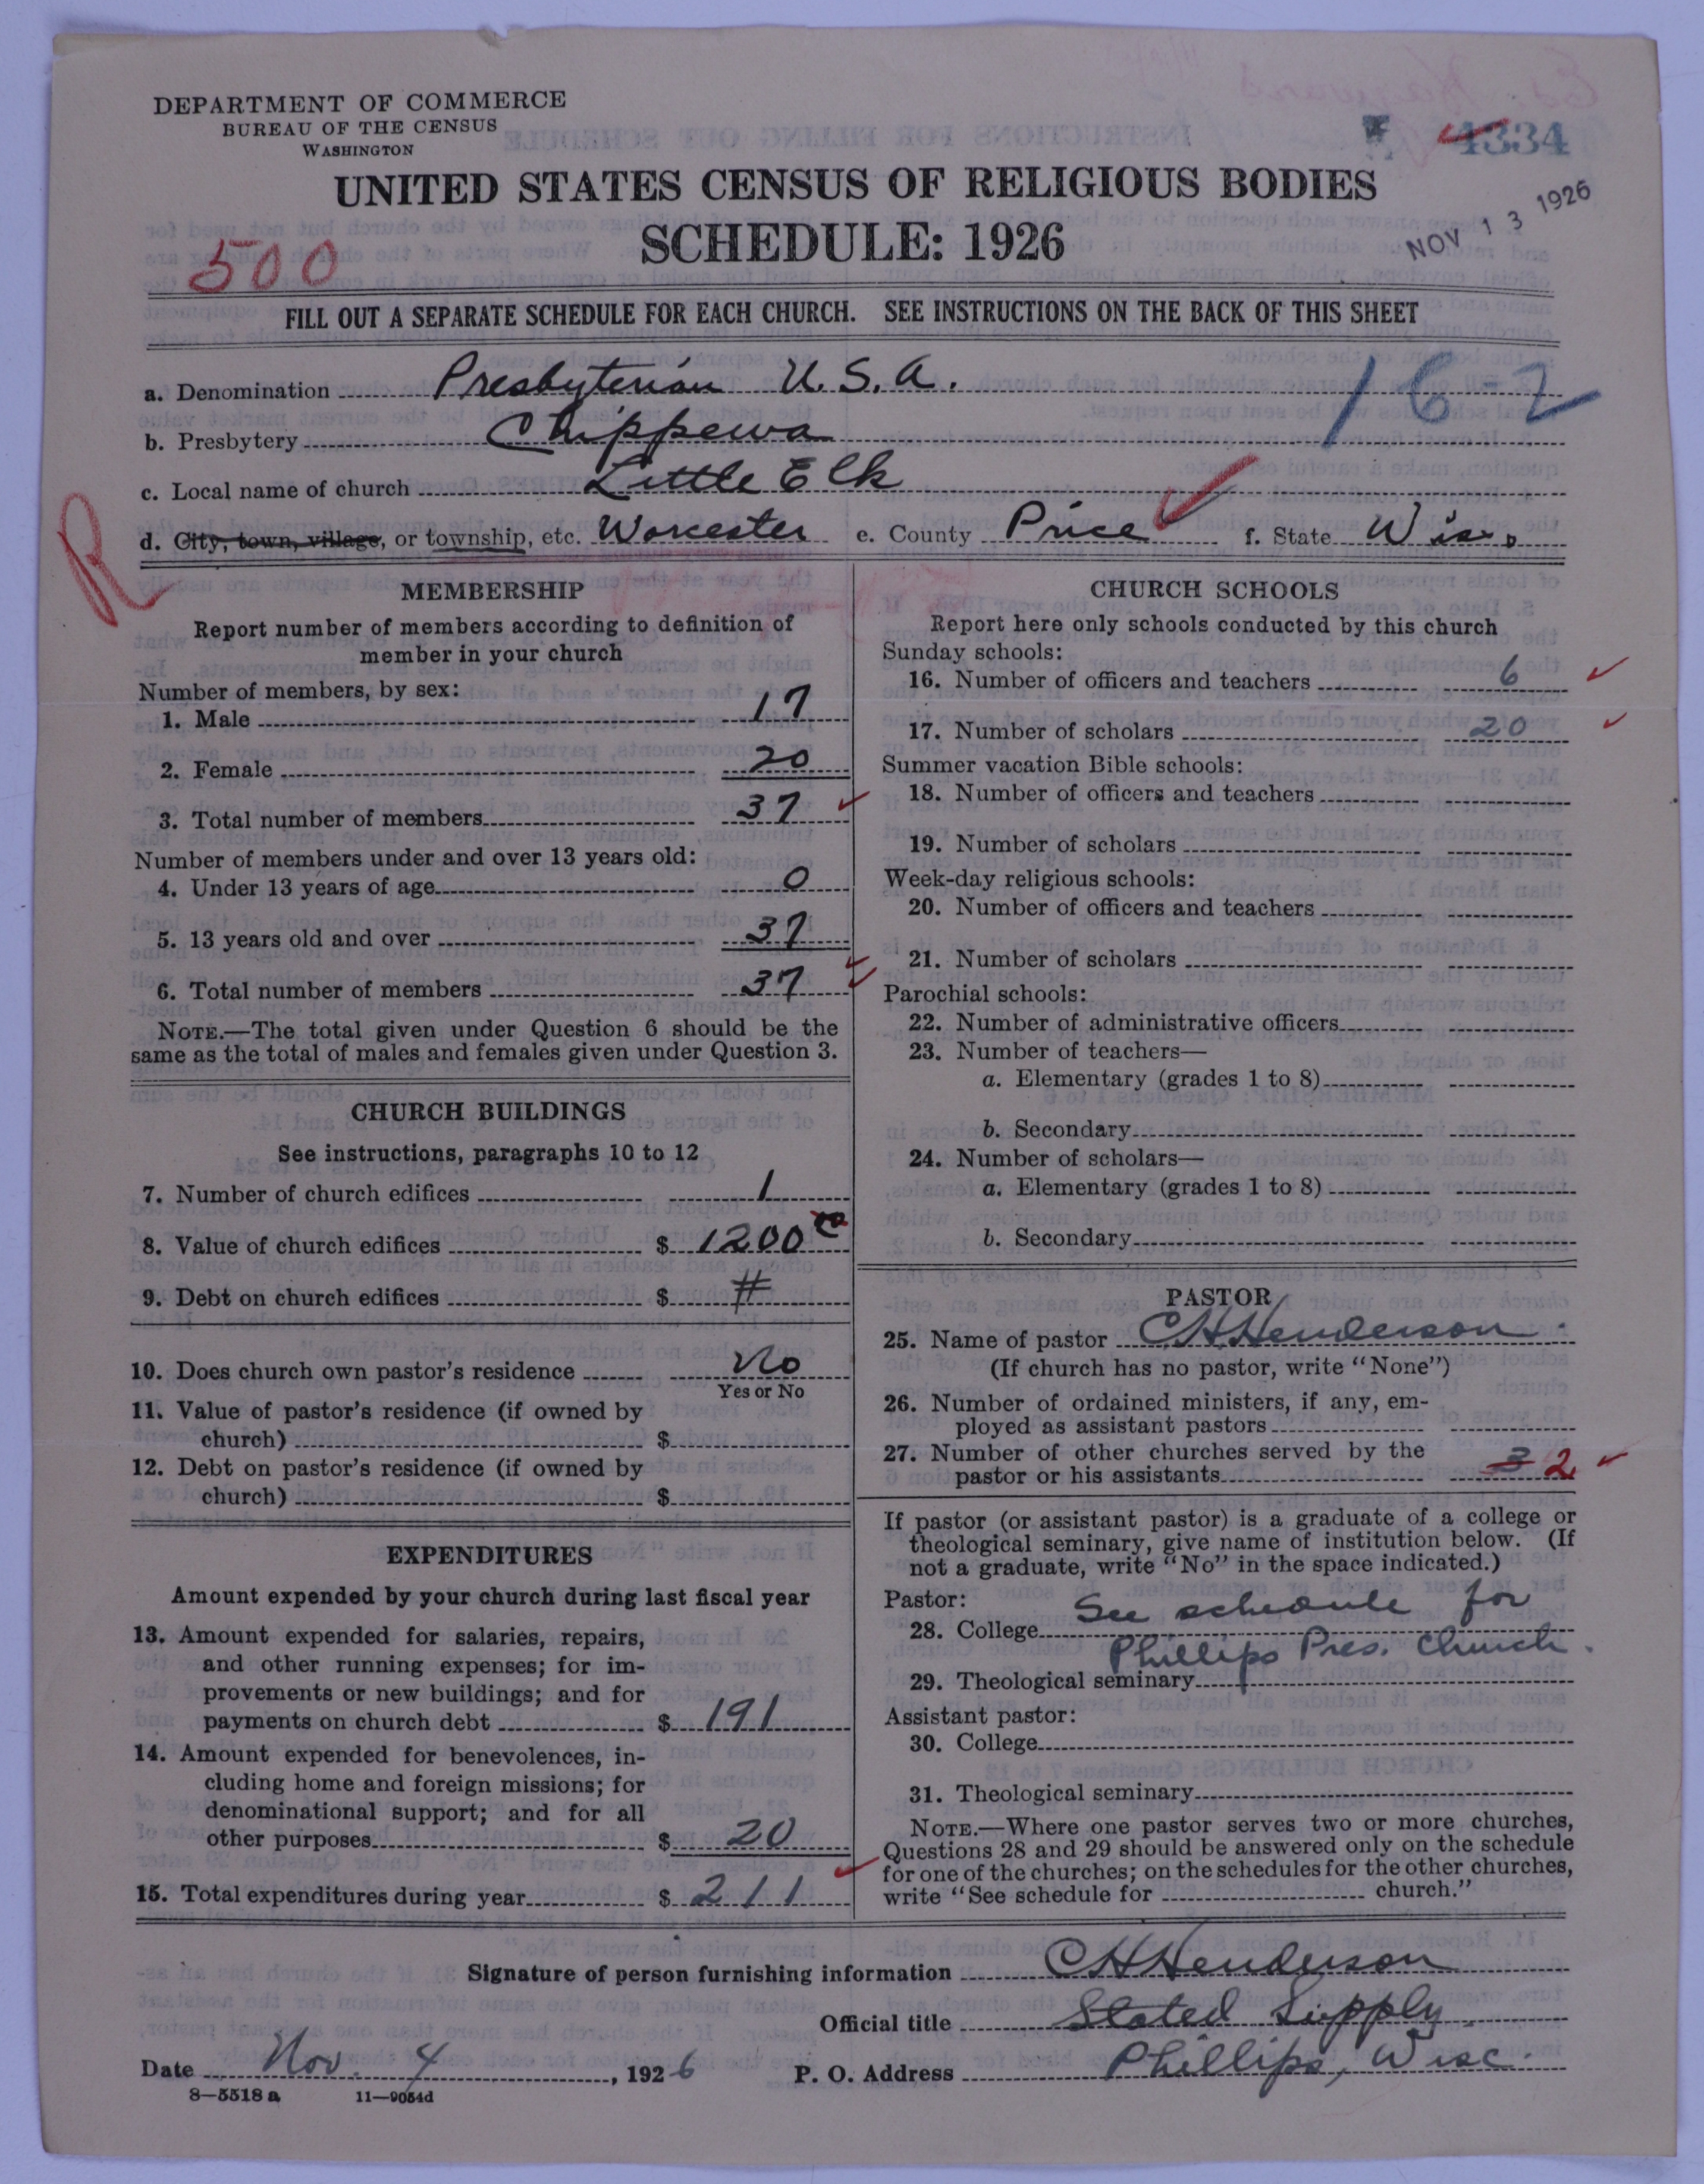 DEPARTMENT OF COMMERCE
BUREAU OF THE CENSUS
WASHINGTON
4334
UNITED STATES CENSUS OF RELIGIOUS BODIES
SCHEDULE: 1926
NOV 13 1926
500
FILL OUT A SEPARATE SCHEDULE FOR EACH CHURCH. SEE INSTRUCTIONS ON THE BACK OF THIS SHEET
a. Denomination Presbyterian U.S.A.
16-2
b. Presbytery Chippewa
c. Local name of church Little Elk
R
d. City, town, village, or township, etc. Worcester e. County Price f. State Wis.
MEMBERSHIP
Report number of members according to definition of
member in your church
Number of members, by sex:
1. Male 17
2. Female 20
3. Total number of members 37
Number of members under and over 13 years old:
4. Under 13 years of age 0
5. 13 years old and over 37
6. Total number of members 37
NOTE.—The total given under Question 6 should be the
same as the total of males and females given under Question 3.
CHURCH BUILDINGS
See instructions, paragraphs 10 to 12
7. Number of church edifices 1
8. Value of church edifices $ 1200
9. Debt on church edifices $ #
10. Does church own pastor's residence No
Yes or No
11. Value of pastor's residence (if owned by
church) $
12. Debt on pastor's residence (if owned by
church) $
EXPENDITURES
Amount expended by your church during last fiscal year
13. Amount expended for salaries, repairs,
and other running expenses; for im-
provements or new buildings; and for
payments on church debt $ 191
14. Amount expended for benevolences, in-
cluding home and foreign missions; for
denominational support; and for all
other purposes $ 20
15. Total expenditures during year $ 211
CHURCH SCHOOLS
Report here only schools conducted by this church
Sunday schools:
16. Number of officers and teachers 6
17. Number of scholars 20
Summer vacation Bible schools:
18. Number of officers and teachers
19. Number of scholars
Week-day religious schools:
20. Number of officers and teachers
21. Number of scholars
Parochial schools:
22. Number of administrative officers
23. Number of teachers—
a. Elementary (grades 1 to 8)
b. Secondary
24. Number of scholars—
a. Elementary (grades 1 to 8)
b. Secondary
PASTOR
25. Name of pastor C.H. Henderson
(If church has no pastor, write "None")
26. Number of ordained ministers, if any, em-
ployed as assistant pastors
27. Number of other churches served by the
pastor or his assistants 3 2
If pastor (or assistant pastor) is a graduate of a college or
theological seminary, give name of institution below. (If
not a graduate, write "No" in the space indicated.)
Pastor: See schedule for
28. College
Phillips Pres. Church.
29. Theological seminary
Assistant pastor:
30. College
31. Theological seminary
NOTE.—Where one pastor serves two or more churches,
Questions 28 and 29 should be answered only on the schedule
for one of the churches; on the schedules for the other churches,
write "See schedule for church."
Signature of person furnishing information C H Henderson
Official title Stated Supply
Date Nov. 4, 1926 P. O. Address Phillips, Wisc.
8—5518 a 11—9054d